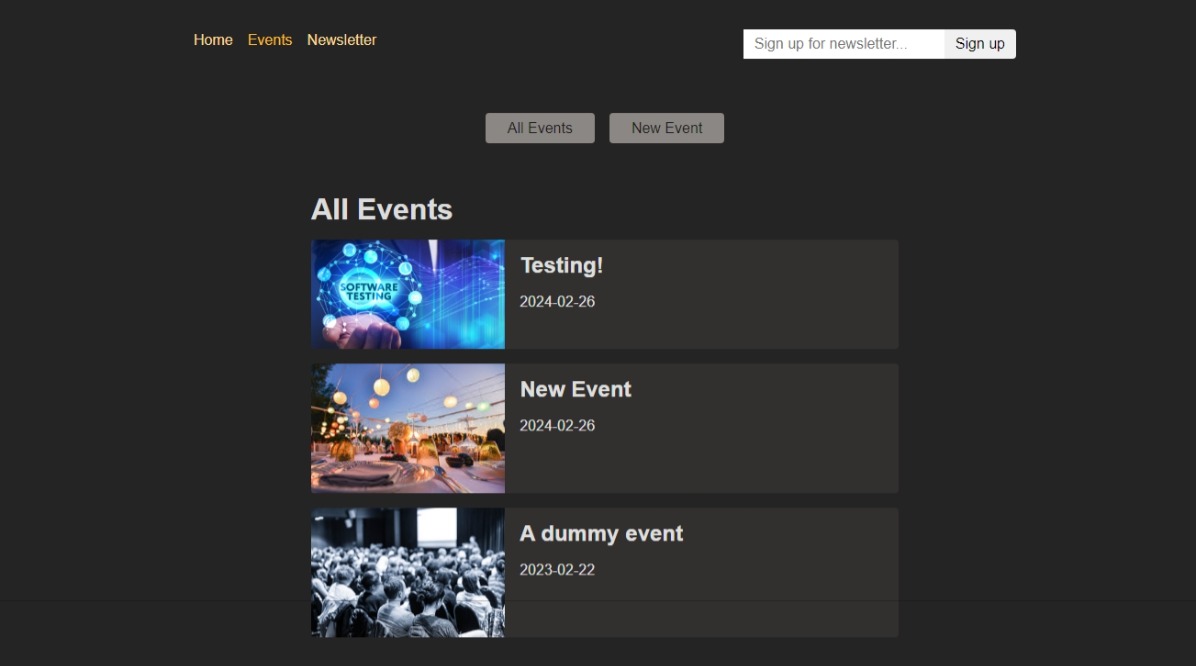 Home Events Newsletter Sign up for newsletter... Sign up
All Events New Event
All Events
SOFTWARE
TESTING
Testing!
2024-02-26
New Event
2024-02-26
A dummy event
2023-02-22